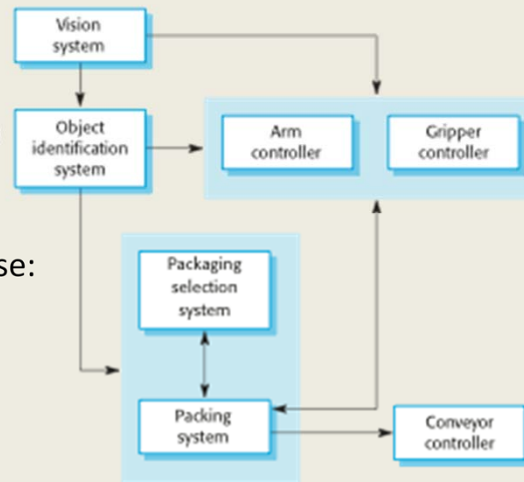 Vision
system
Object
identification
system
Arm
controller
Gripper
controller
se:
Packaging
selection
system
Packing
system
Conveyor
controller